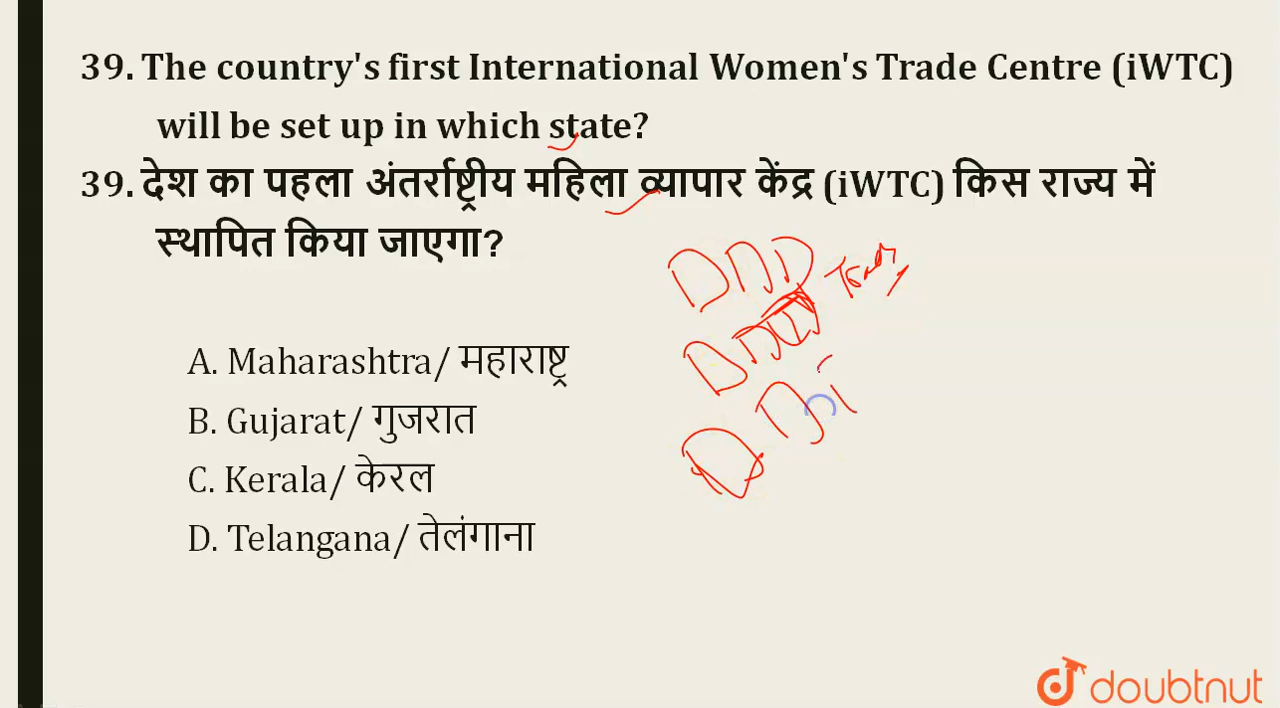 39. The country's first International Women's Trade Centre (iWTC)
will be set up in which state?
39. देश का पहला अंतर्राष्ट्रीय महिला व्यापार केंद्र (iWTC) किस राज्य में
स्थापित किया जाएगा?
A. Maharashtra/ महाराष्ट्र
B. Gujarat/ गुजरात
C. Kerala/ केरल
D. Telangana/ तेलंगाना
doubtnut